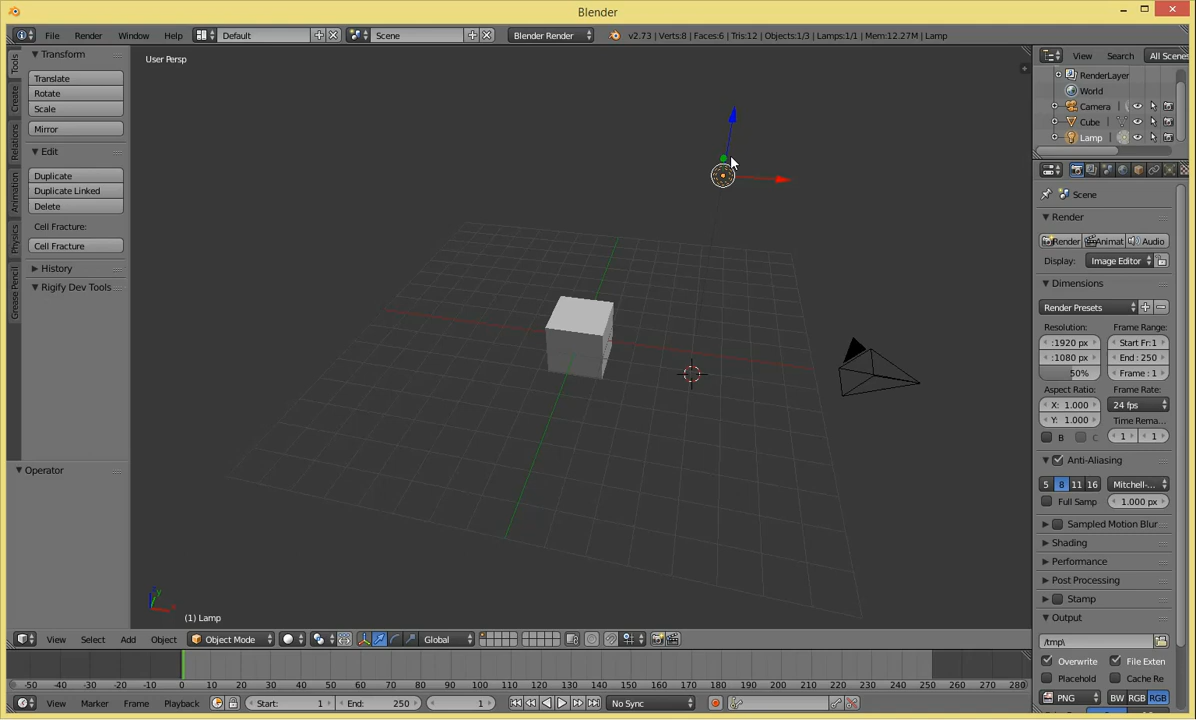 Blender
File Render Window Help Default Scene Blender Render v2.73 | Verts:8 | Faces:6 | Tris:12 | Objects:1/3 | Lamps:1/1 | Mem:12.27M | Lamp
Tools
Create
Relations
Animation
Physics
Grease Pencil
Transform
Translate
Rotate
Scale
Mirror
Edit
Duplicate
Duplicate Linked
Delete
Cell Fracture:
Cell Fracture
History
Rigify Dev Tools
Operator
User Persp
(1) Lamp
View Select Add Object Object Mode Global
View Search All Scenes
RenderLayer
World
Camera
Cube
Lamp
Scene
Render
Render Animat Audio
Display: Image Editor
Dimensions
Render Presets
Resolution: Frame Range:
:1920 px Start Fr:1
:1080 px End: 250
50% Frame: 1
Aspect Ratio: Frame Rate:
X: 1.000 24 fps
Y: 1.000 Time Rema...
B C 1 1
Anti-Aliasing
5 8 11 16 Mitchell-...
Full Samp 1.000 px
Sampled Motion Blur
Shading
Performance
Post Processing
Stamp
Output
/tmp\
Overwrite File Exten
Placehold Cache Re
PNG BW RGB RGB
-50 -40 -30 -20 -10 0 10 20 30 40 50 60 70 80 90 100 110 120 130 140 150 160 170 180 190 200 210 220 230 240 250 260 270 280
View Marker Frame Playback Start: 1 End: 250 1 No Sync